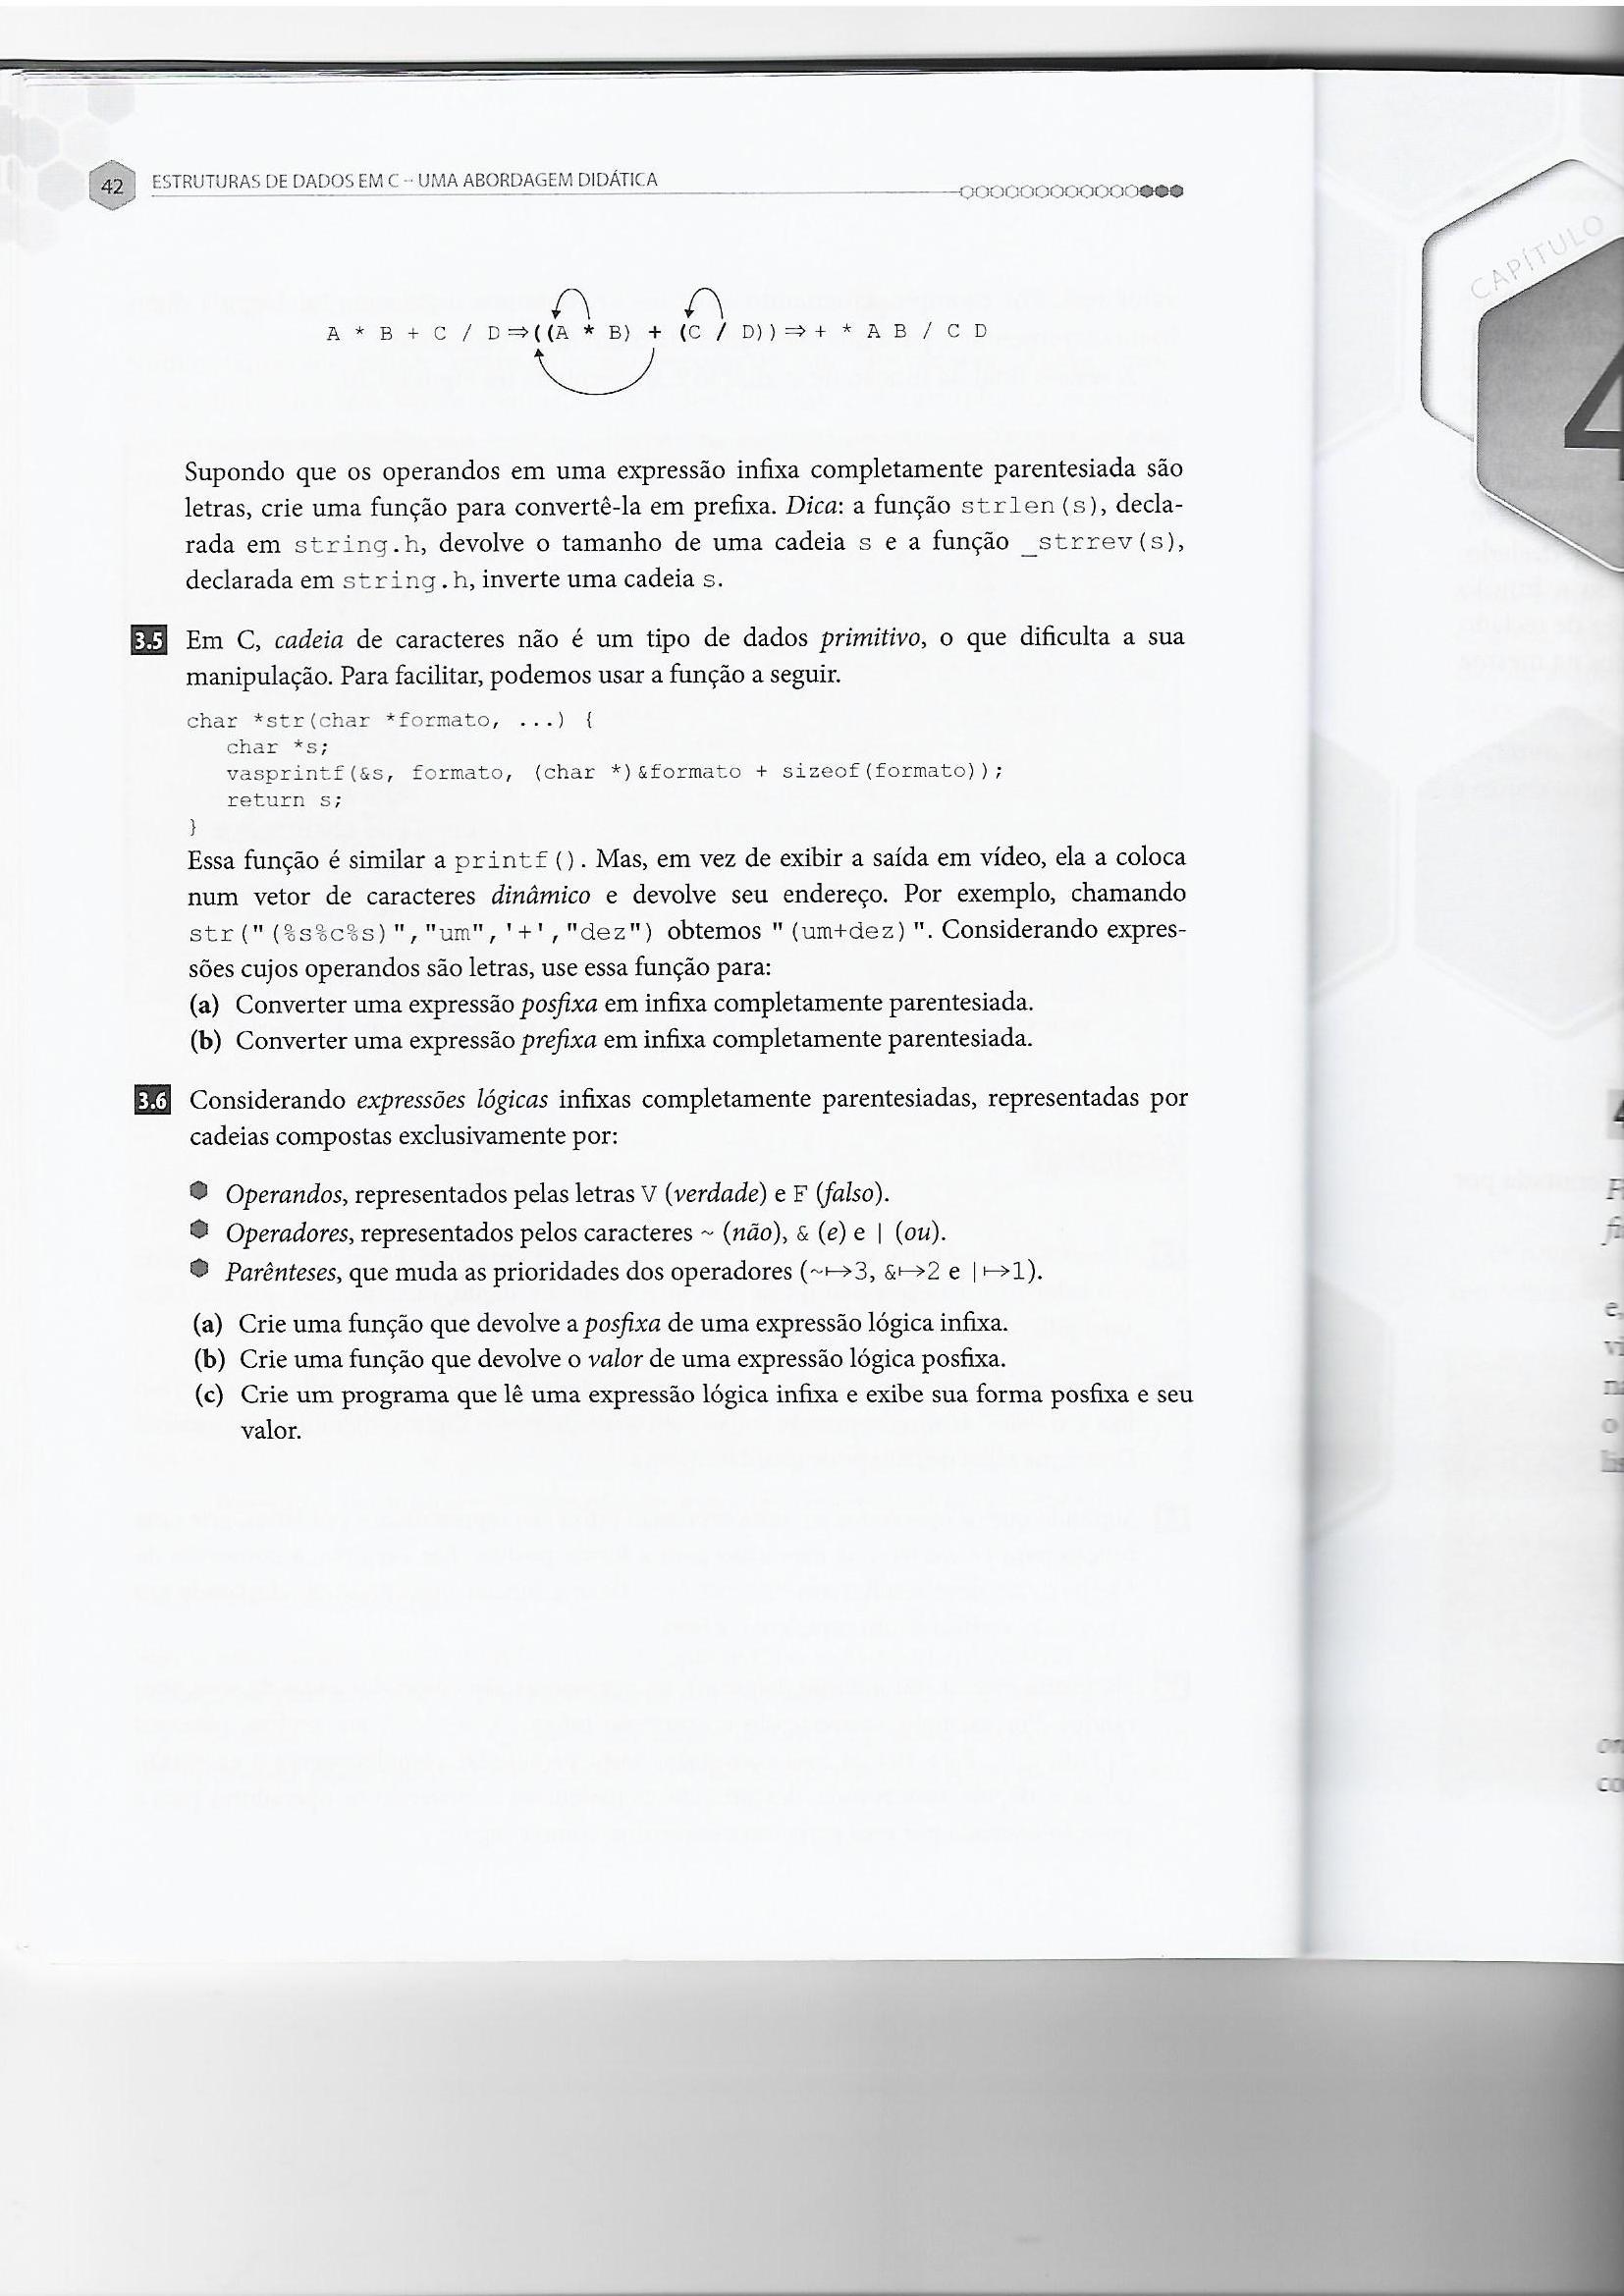 42 ESTRUTURAS DE DADOS EM C – UMA ABORDAGEM DIDÁTICA
CAPÍTULO
4
A * B + C / D⇒((A * B) + (C / D))⇒+ * A B / C D
Supondo que os operandos em uma expressão infixa completamente parentesiada são
letras, crie uma função para convertê-la em prefixa. Dica: a função strlen(s), decla-
rada em string.h, devolve o tamanho de uma cadeia s e a função _strrev(s),
declarada em string.h, inverte uma cadeia s.
3.5 Em C, cadeia de caracteres não é um tipo de dados primitivo, o que dificulta a sua
manipulação. Para facilitar, podemos usar a função a seguir.
char *str(char *formato, ...) {
char *s;
vasprintf(&s, formato, (char *)&formato + sizeof(formato));
return s;
}
Essa função é similar a printf(). Mas, em vez de exibir a saída em vídeo, ela a coloca
num vetor de caracteres dinâmico e devolve seu endereço. Por exemplo, chamando
str("(%s%c%s)","um",'+',"dez") obtemos "(um+dez)". Considerando expres-
sões cujos operandos são letras, use essa função para:
(a) Converter uma expressão posfixa em infixa completamente parentesiada.
(b) Converter uma expressão prefixa em infixa completamente parentesiada.
3.6 Considerando expressões lógicas infixas completamente parentesiadas, representadas por
cadeias compostas exclusivamente por:
Operandos, representados pelas letras V (verdade) e F (falso).
Operadores, representados pelos caracteres ~ (não), & (e) e | (ou).
Parênteses, que muda as prioridades dos operadores (~↦3, &↦2 e |↦1).
(a) Crie uma função que devolve a posfixa de uma expressão lógica infixa.
(b) Crie uma função que devolve o valor de uma expressão lógica posfixa.
(c) Crie um programa que lê uma expressão lógica infixa e exibe sua forma posfixa e seu
valor.